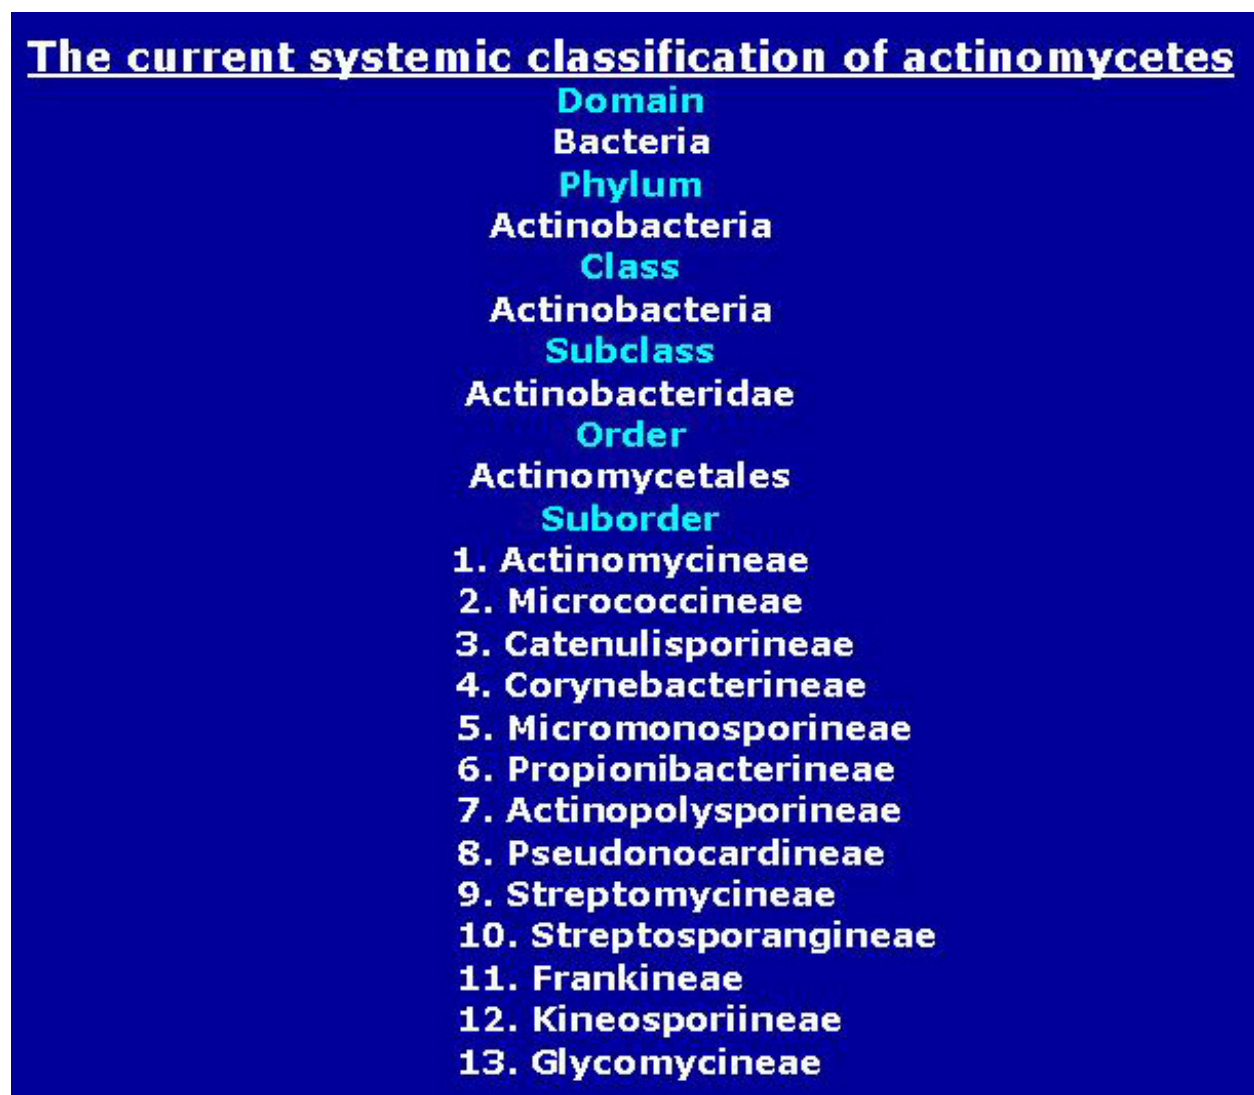 The current systemic classification of actinomycetes
Domain
Bacteria
Phylum
Actinobacteria
Class
Actinobacteria
Subclass
Actinobacteridae
Order
Actinomycetales
Suborder
1. Actinomycineae
2. Micrococcineae
3. Catenulisporineae
4. Corynebacterineae
5. Micromonosporineae
6. Propionibacterineae
7. Actinopolysporineae
8. Pseudonocardineae
9. Streptomycineae
10. Streptosporangineae
11. Frankineae
12. Kineosporiineae
13. Glycomycineae